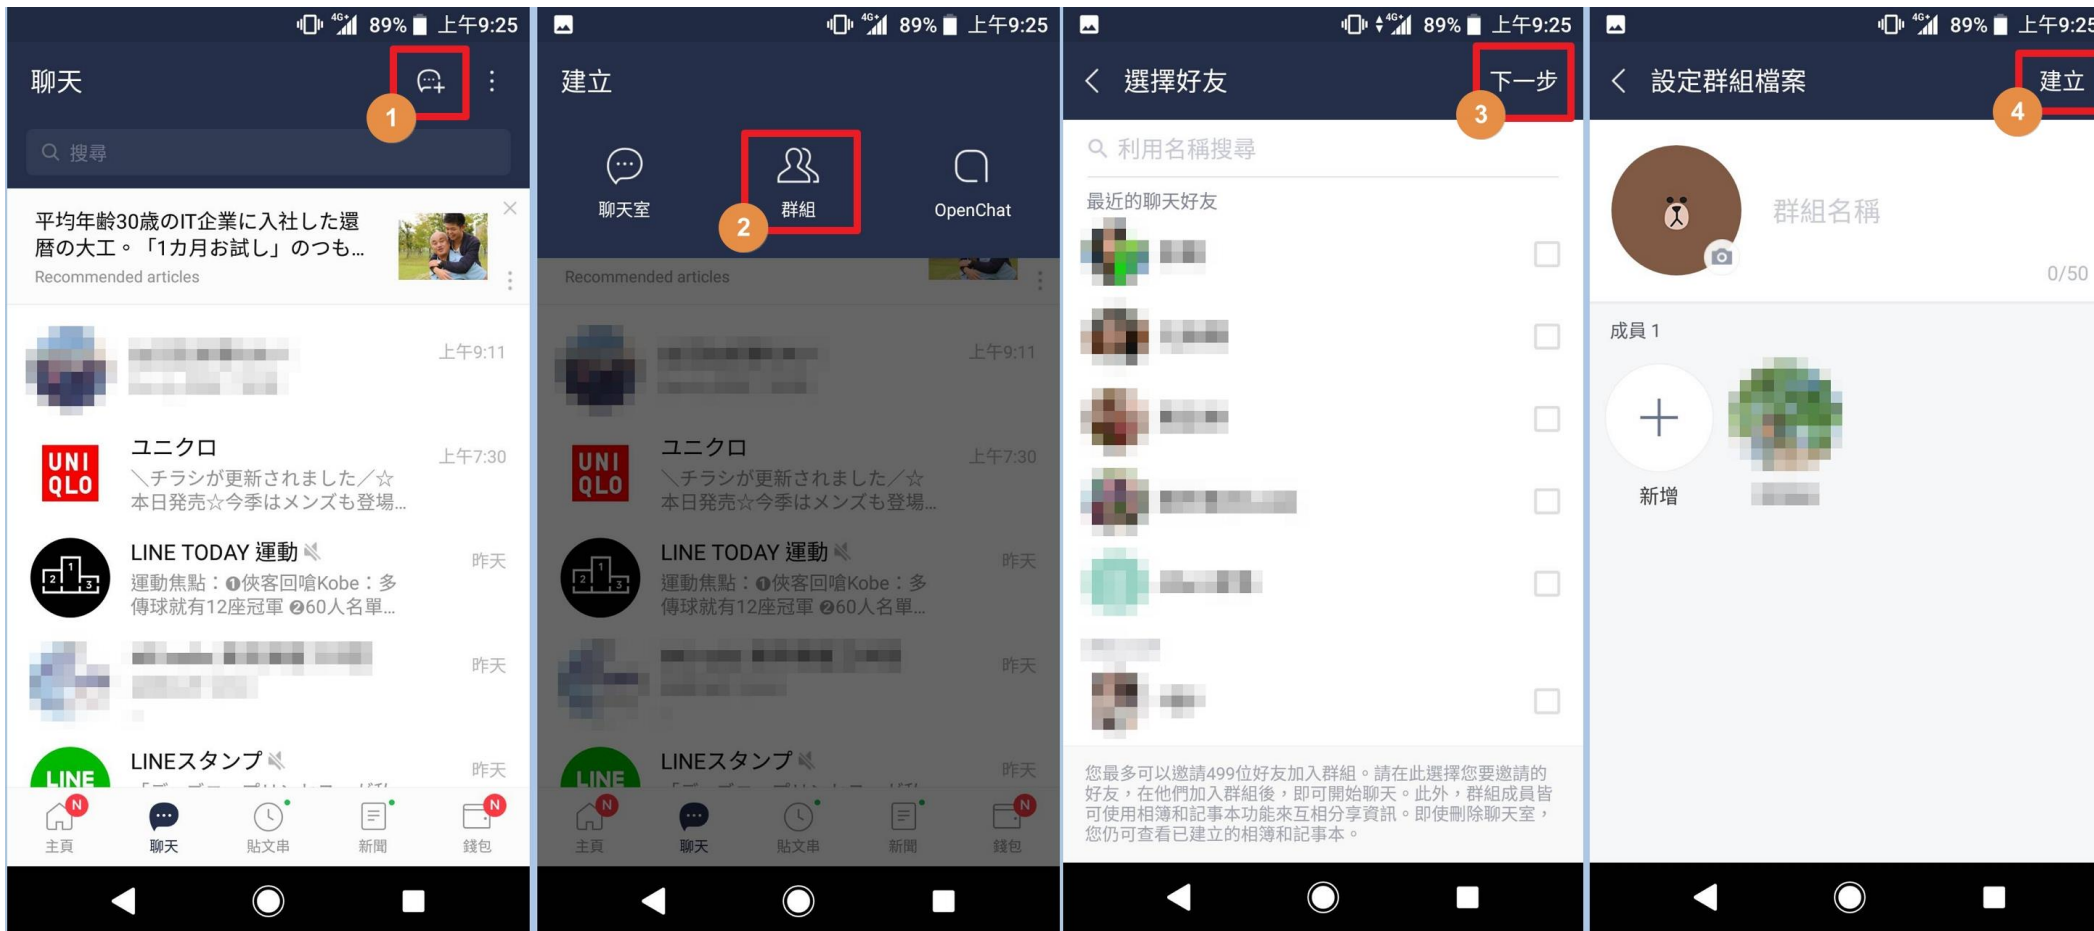 4G+ 89% 上午9:25
聊天
1
搜尋
平均年齢30歳のIT企業に入社した還
暦の大工。「1カ月お試し」のつも...
Recommended articles
上午9:11
UNI
QLO
ユニクロ
上午7:30
＼チラシが更新されました／☆
本日発売☆今季はメンズも登場...
1
2
3
LINE TODAY 運動
昨天
運動焦點：❶俠客回嗆Kobe：多
傳球就有12座冠軍 ❷60人名單...
昨天
LINE
LINEスタンプ
昨天
N
N
主頁
聊天
貼文串
新聞
錢包
4G+ 89% 上午9:25
建立
聊天室
2
群組
OpenChat
Recommended articles
上午9:11
UNI
QLO
ユニクロ
上午7:30
＼チラシが更新されました／☆
本日発売☆今季はメンズも登場...
1
2
3
LINE TODAY 運動
昨天
運動焦點：❶俠客回嗆Kobe：多
傳球就有12座冠軍 ❷60人名單...
昨天
LINE
LINEスタンプ
昨天
N
N
主頁
聊天
貼文串
新聞
錢包
4G+ 89% 上午9:25
選擇好友
下一步
3
利用名稱搜尋
最近的聊天好友
您最多可以邀請499位好友加入群組。請在此選擇您要邀請的
好友，在他們加入群組後，即可開始聊天。此外，群組成員皆
可使用相簿和記事本功能來互相分享資訊。即使刪除聊天室，
您仍可查看已建立的相簿和記事本。
4G+ 89% 上午9:25
設定群組檔案
建立
4
群組名稱
0/50
成員 1
新增